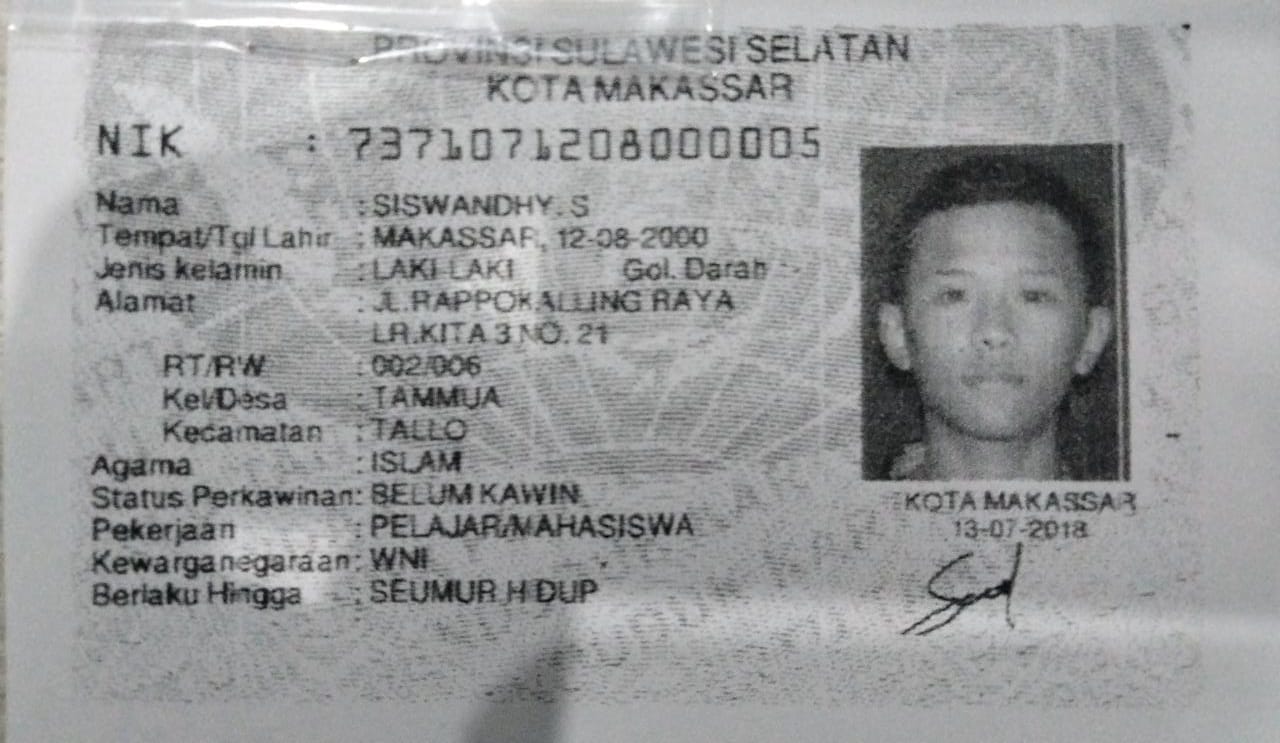 PROVINSI SULAWESI SELATAN
KOTA MAKASSAR
NIK : 7371071208000005
Nama : SISWANDHY. S
Tempat/Tgl Lahir : MAKASSAR, 12-08-2000
Jenis kelamin : LAKI-LAKI Gol. Darah : -
Alamat : JL.RAPPOKALLING RAYA
LR.KITA 3 NO. 21
RT/RW : 002/006
Kel/Desa : TAMMUA
Kecamatan : TALLO
Agama : ISLAM
Status Perkawinan: BELUM KAWIN
Pekerjaan : PELAJAR/MAHASISWA
Kewarganegaraan: WNI
Berlaku Hingga : SEUMUR HIDUP
KOTA MAKASSAR
13-07-2018